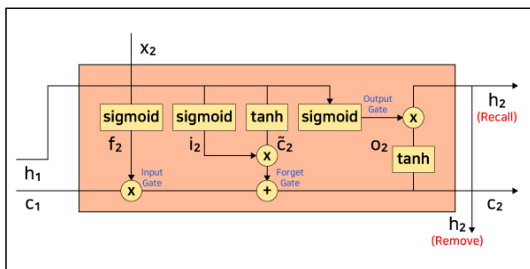 x2
sigmoid
sigmoid
tanh
sigmoid
Output
Gate
x
h2
(Recall)
f2
i2
c̃2
o2
x
tanh
h1
Input
Gate
Forget
Gate
c1
x
+
c2
h2
(Remove)